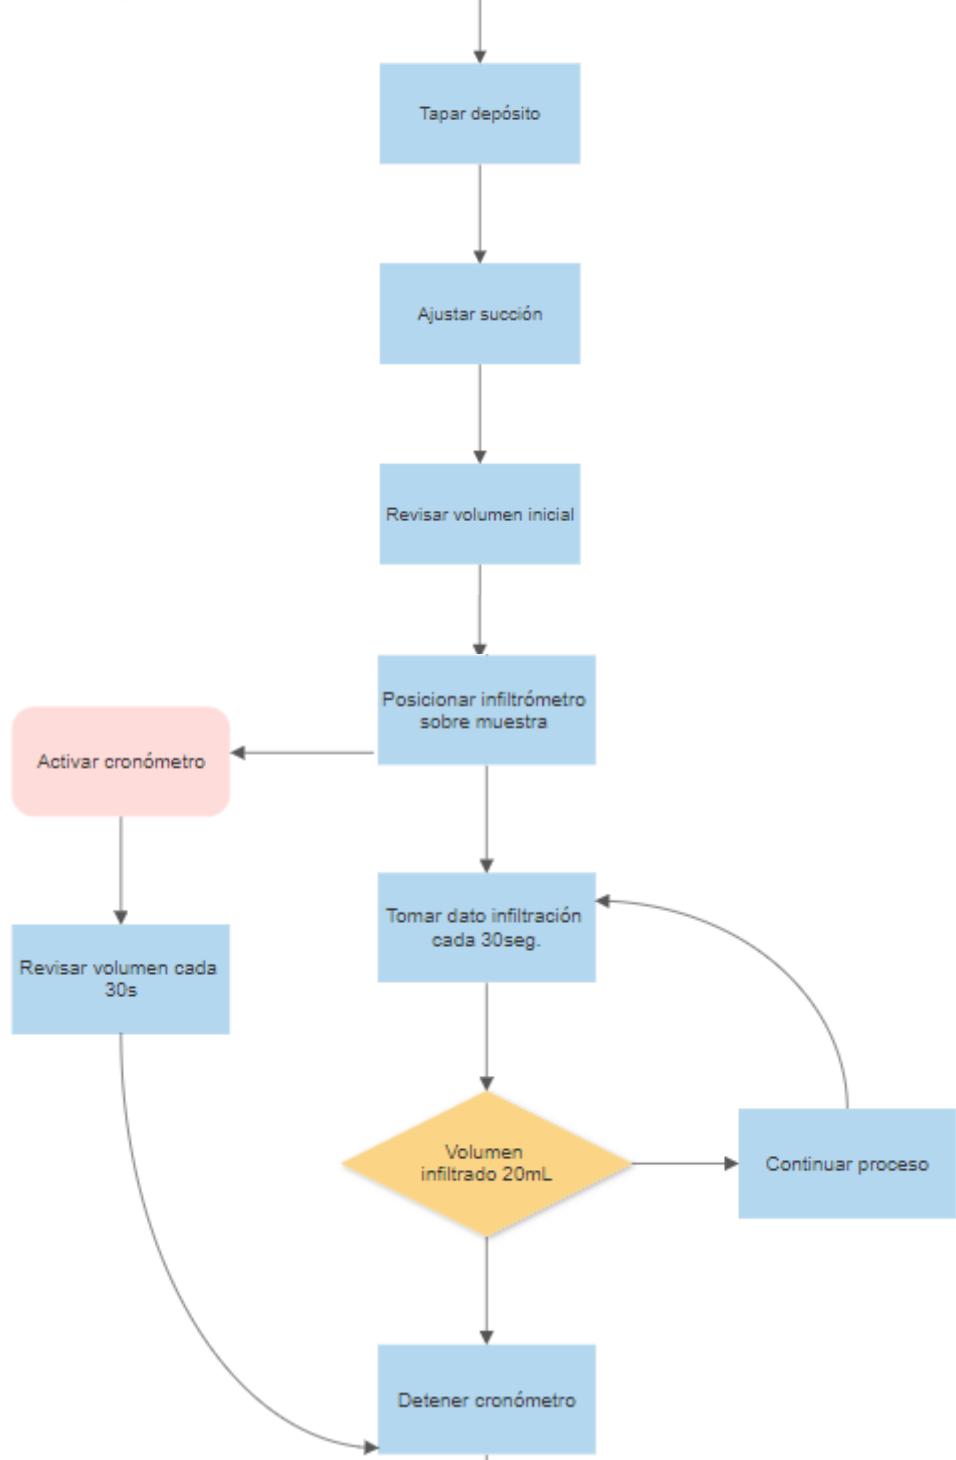 Tapar depósito
Ajustar succión
Revisar volumen inicial
Posicionar infiltrómetro
sobre muestra
Activar cronómetro
Tomar dato infiltración
cada 30seg.
Revisar volumen cada
30s
Volumen
infiltrado 20mL
Continuar proceso
Detener cronómetro